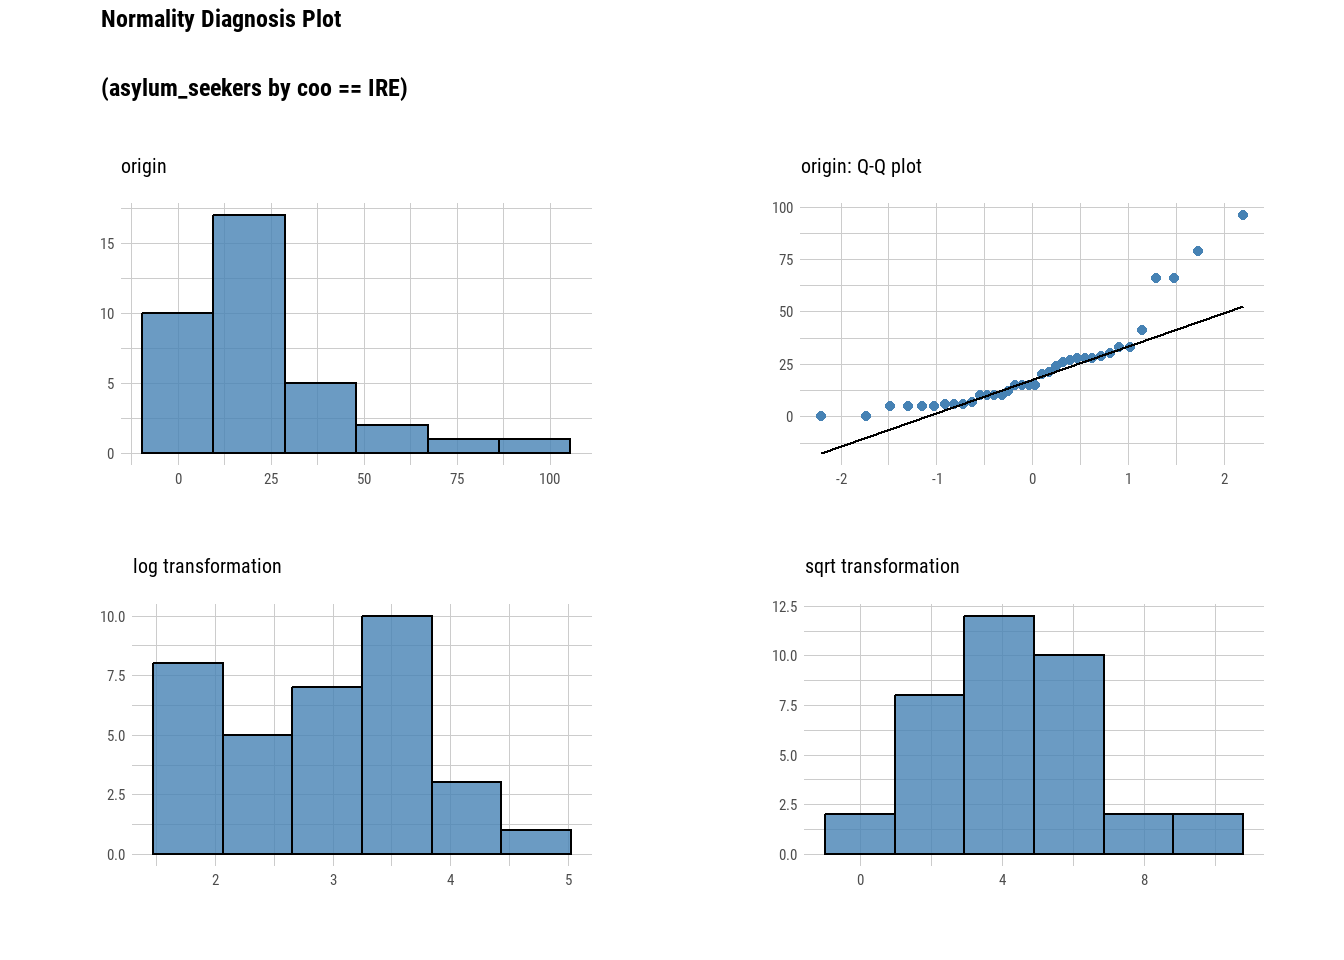 Normality Diagnosis Plot
(asylum_seekers by coo == IRE)
origin
15
10
5
0
0 25 50 75 100
origin: Q-Q plot
100
75
50
25
0
-2 -1 0 1 2
log transformation
10.0
7.5
5.0
2.5
0.0
2 3 4 5
sqrt transformation
12.5
10.0
7.5
5.0
2.5
0.0
0 4 8